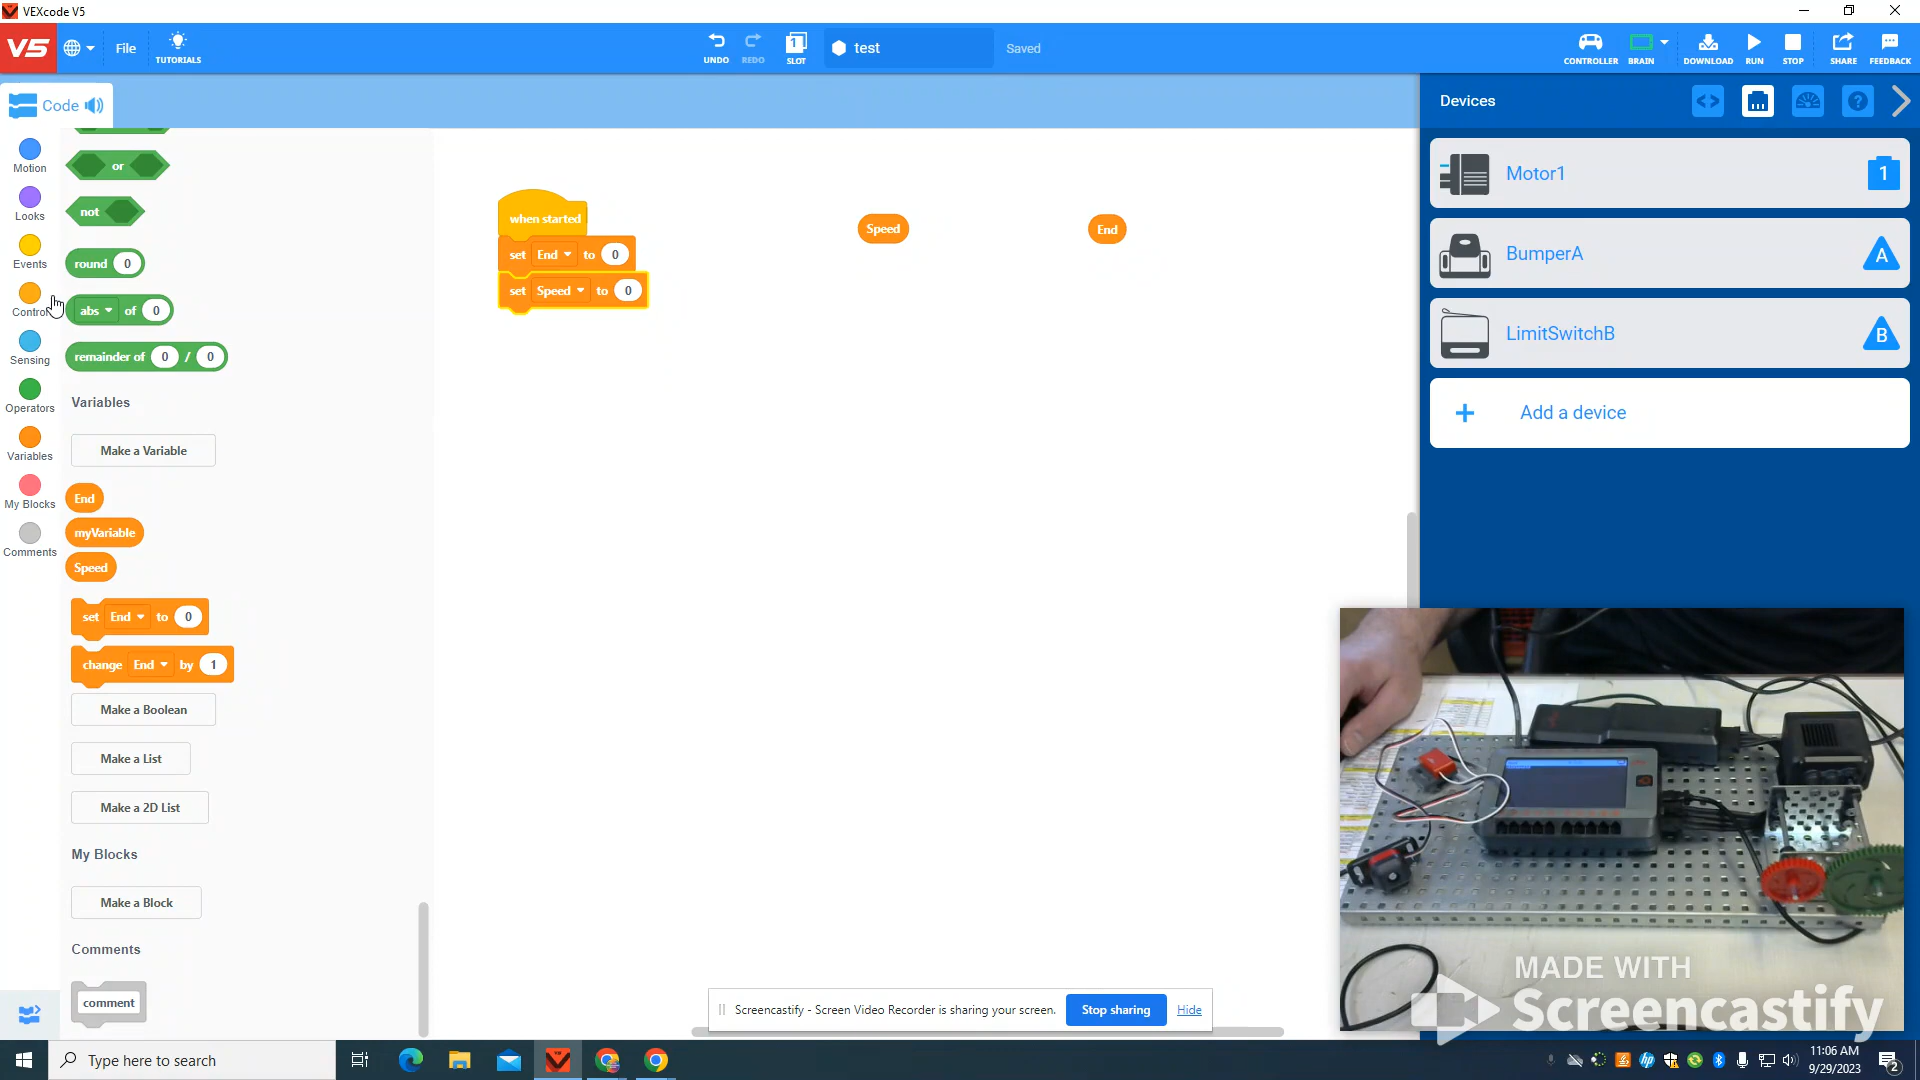 VEXcode V5
V5
File
TUTORIALS
UNDO
REDO
1
SLOT
test
Saved
CONTROLLER
BRAIN
DOWNLOAD
RUN
STOP
SHARE
FEEDBACK
Code
Devices
Motion
Looks
Events
Control
Sensing
Operators
Variables
My Blocks
Comments
or
not
round 0
abs of 0
remainder of 0 / 0
Variables
Make a Variable
End
myVariable
Speed
set End to 0
change End by 1
Make a Boolean
Make a List
Make a 2D List
My Blocks
Make a Block
Comments
comment
when started
set End to 0
set Speed to 0
Speed
End
Motor1
1
BumperA
A
LimitSwitchB
B
+ Add a device
MADE WITH
Screencastify
Screencastify - Screen Video Recorder is sharing your screen.
Stop sharing
Hide
Type here to search
11:06 AM
9/29/2023
2